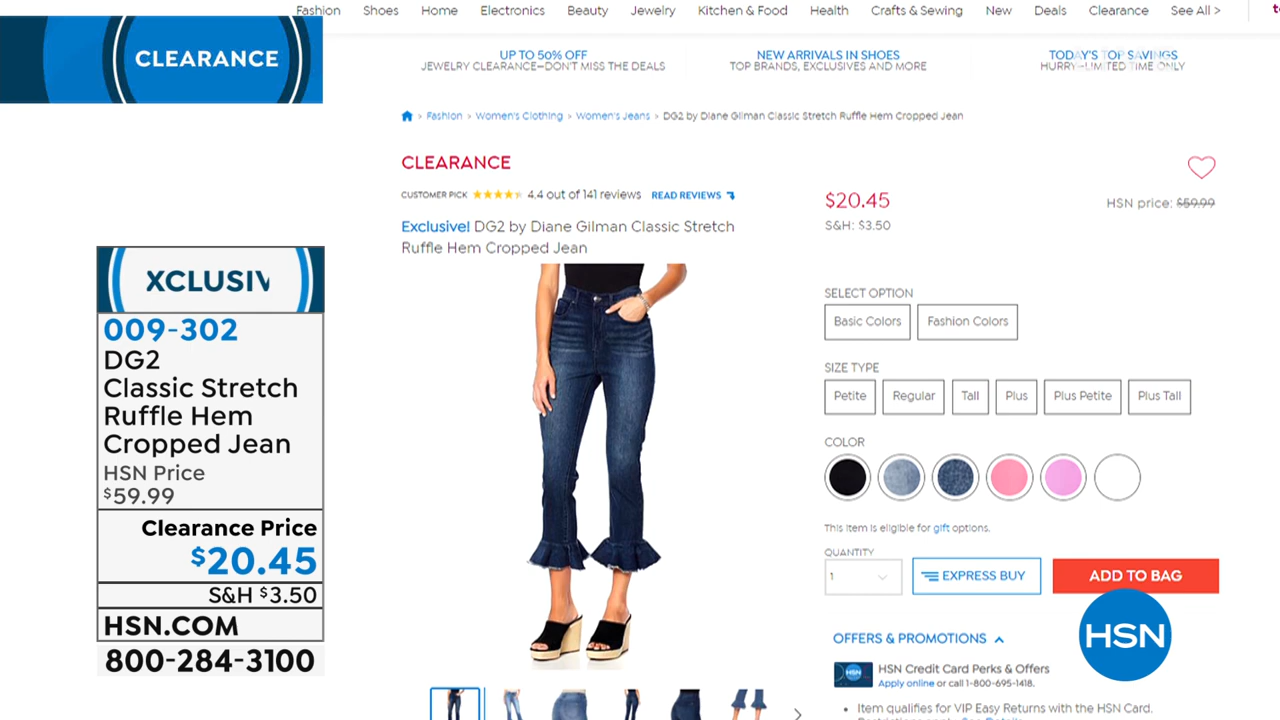 Fashion Shoes Home Electronics Beauty Jewelry Kitchen & Food Health Crafts & Sewing New Deals Clearance See All >
CLEARANCE
UP TO 50% OFF
JEWELRY CLEARANCE—DON'T MISS THE DEALS
NEW ARRIVALS IN SHOES
TOP BRANDS, EXCLUSIVES AND MORE
TODAY'S TOP SAVINGS
HURRY—LIMITED TIME ONLY
> Fashion > Women's Clothing > Women's Jeans > DG2 by Diane Gilman Classic Stretch Ruffle Hem Cropped Jean
CLEARANCE
CUSTOMER PICK 4.4 out of 141 reviews READ REVIEWS
Exclusive! DG2 by Diane Gilman Classic Stretch
Ruffle Hem Cropped Jean
$20.45
HSN price: $59.99
S&H: $3.50
SELECT OPTION
Basic Colors Fashion Colors
SIZE TYPE
Petite Regular Tall Plus Plus Petite Plus Tall
COLOR
This item is eligible for gift options.
QUANTITY
1
EXPRESS BUY
ADD TO BAG
OFFERS & PROMOTIONS
HSN
HSN Credit Card Perks & Offers
Apply online or call 1-800-695-1418.
• Item qualifies for VIP Easy Returns with the HSN Card.
XCLUSIV
009-302
DG2
Classic Stretch
Ruffle Hem
Cropped Jean
HSN Price
$59.99
Clearance Price
$20.45
S&H $3.50
HSN.COM
800-284-3100
HSN